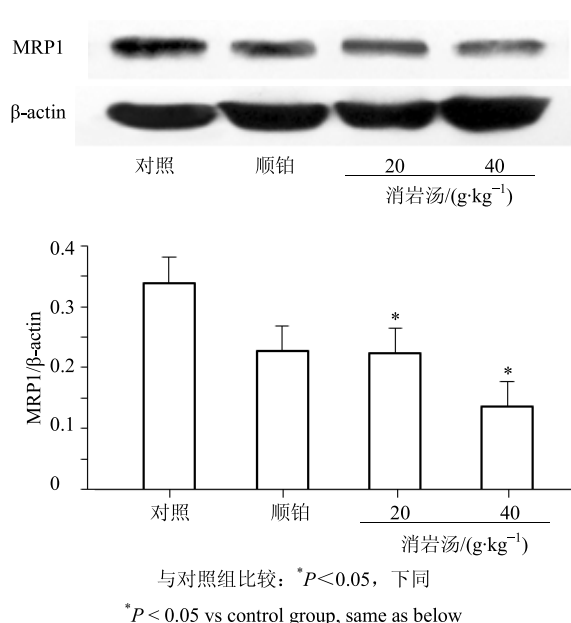 MRP1
β-actin
对照 顺铂 20 40
消岩汤/(g·kg⁻¹)
MRP1/β-actin
0.4
0.3
0.2
0.1
0
*
*
对照 顺铂 20 40
消岩汤/(g·kg⁻¹)
与对照组比较：*P＜0.05，下同
*P < 0.05 vs control group, same as below